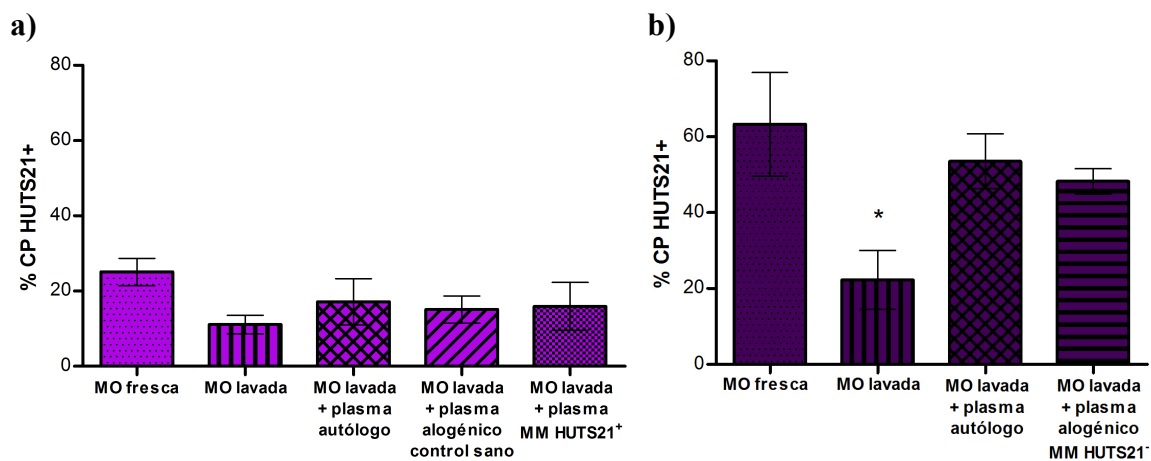 a)
% CP HUTS21+
80
60
40
20
0
MO fresca
MO lavada
MO lavada
+ plasma
autólogo
MO lavada
+ plasma
alogénico
control sano
MO lavada
+ plasma
MM HUTS21⁺
b)
% CP HUTS21+
80
60
40
20
0
*
MO fresca
MO lavada
MO lavada
+ plasma
autólogo
MO lavada
+ plasma
alogénico
MM HUTS21⁻